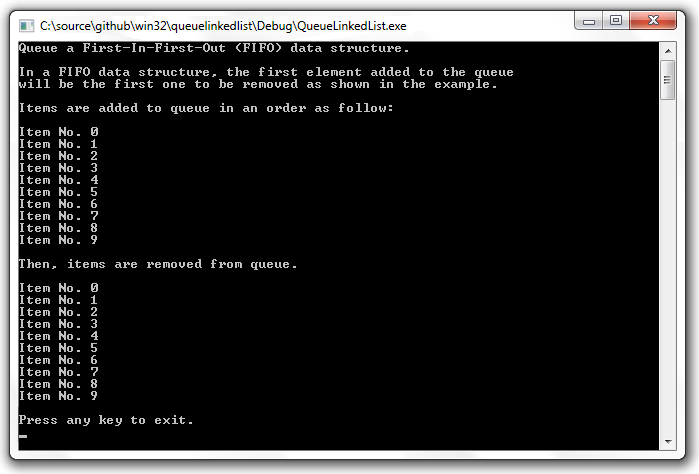 C:\source\github\win32\queuelinkedlist\Debug\QueueLinkedList.exe
Queue a First-In-First-Out (FIFO) data structure.
In a FIFO data structure, the first element added to the queue
will be the first one to be removed as shown in the example.
Items are added to queue in an order as follow:
Item No. 0
Item No. 1
Item No. 2
Item No. 3
Item No. 4
Item No. 5
Item No. 6
Item No. 7
Item No. 8
Item No. 9
Then, items are removed from queue.
Item No. 0
Item No. 1
Item No. 2
Item No. 3
Item No. 4
Item No. 5
Item No. 6
Item No. 7
Item No. 8
Item No. 9
Press any key to exit.